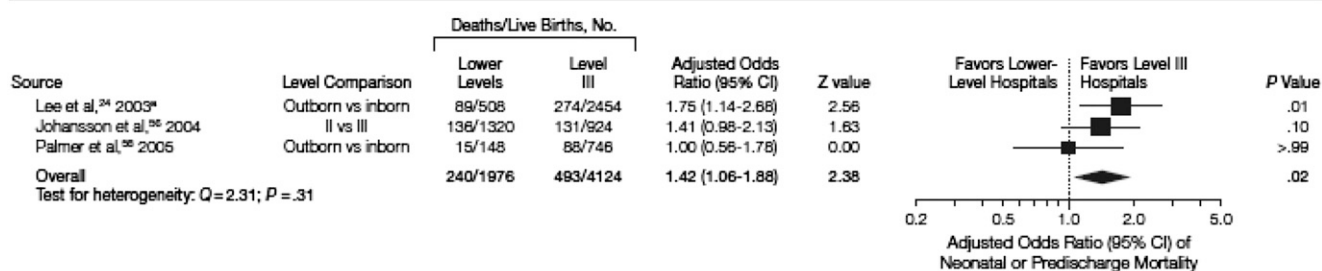 Deaths/Live Births, No.
Source Level Comparison Lower Levels Level III Adjusted Odds Ratio (95% CI) Z value Favors Lower-Level Hospitals Favors Level III Hospitals P Value
Lee et al,24 2003a Outborn vs inborn 89/508 274/2454 1.75 (1.14-2.68) 2.56 .01
Johansson et al,56 2004 II vs III 136/1320 131/924 1.41 (0.98-2.13) 1.63 .10
Palmer et al,58 2005 Outborn vs inborn 15/148 88/746 1.00 (0.56-1.78) 0.00 >.99
Overall 240/1976 493/4124 1.42 (1.06-1.88) 2.38 .02
Test for heterogeneity: Q=2.31; P=.31
0.2 0.5 1.0 2.0 5.0
Adjusted Odds Ratio (95% CI) of
Neonatal or Predischarge Mortality